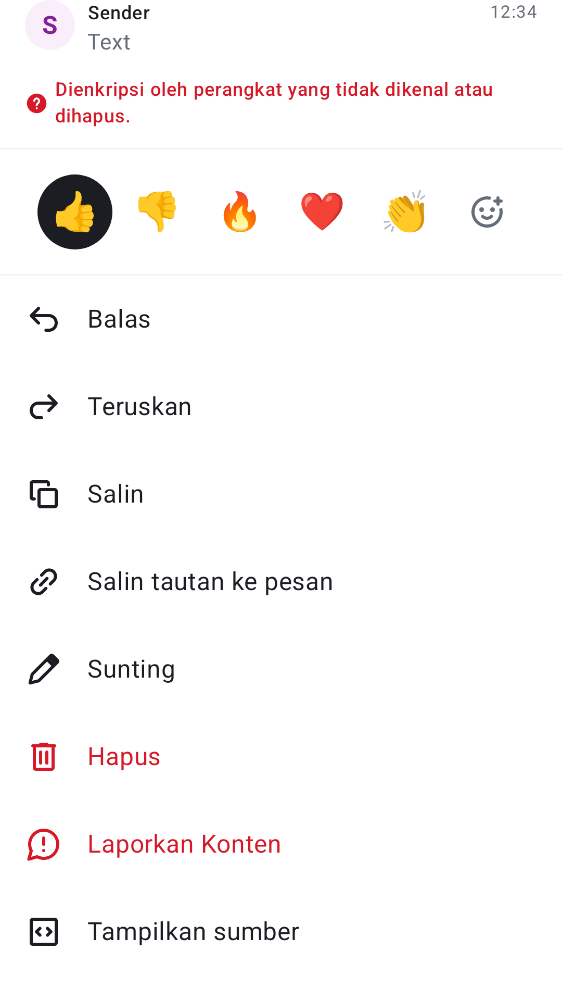 S
Sender
12:34
Text
Dienkripsi oleh perangkat yang tidak dikenal atau
dihapus.
Balas
Teruskan
Salin
Salin tautan ke pesan
Sunting
Hapus
Laporkan Konten
Tampilkan sumber